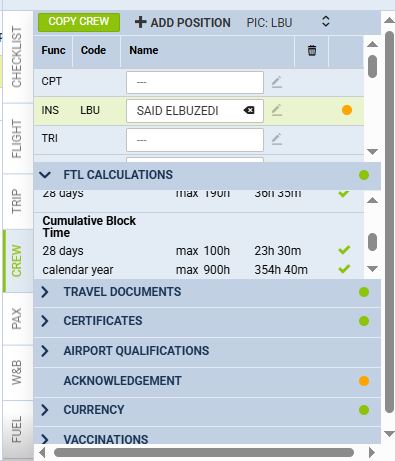 COPY CREW
ADD POSITION
PIC: LBU
Func Code Name
CPT ---
INS LBU SAID ELBUZEDI
TRI ---
FTL CALCULATIONS
28 days max 190h 36h 35m
Cumulative Block
Time
28 days max 100h 23h 30m
calendar year max 900h 354h 40m
TRAVEL DOCUMENTS
CERTIFICATES
AIRPORT QUALIFICATIONS
ACKNOWLEDGEMENT
CURRENCY
VACCINATIONS
CHECKLIST
FLIGHT
TRIP
CREW
PAX
W&B
FUEL